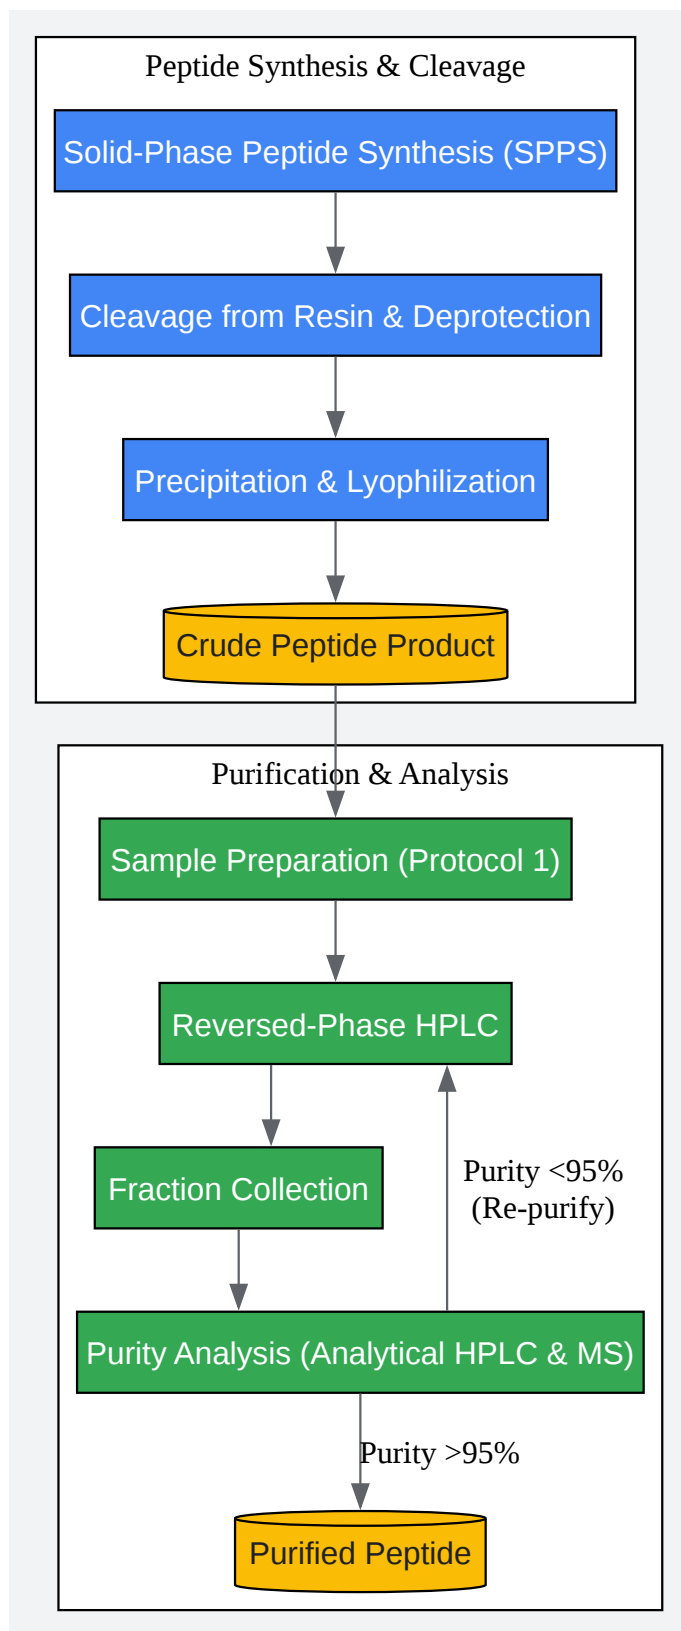 Peptide Synthesis & Cleavage
Solid-Phase Peptide Synthesis (SPPS)
Cleavage from Resin & Deprotection
Precipitation & Lyophilization
Crude Peptide Product
Purification & Analysis
Sample Preparation (Protocol 1)
Reversed-Phase HPLC
Fraction Collection
Purity <95%
(Re-purify)
Purity Analysis (Analytical HPLC & MS)
Purity >95%
Purified Peptide